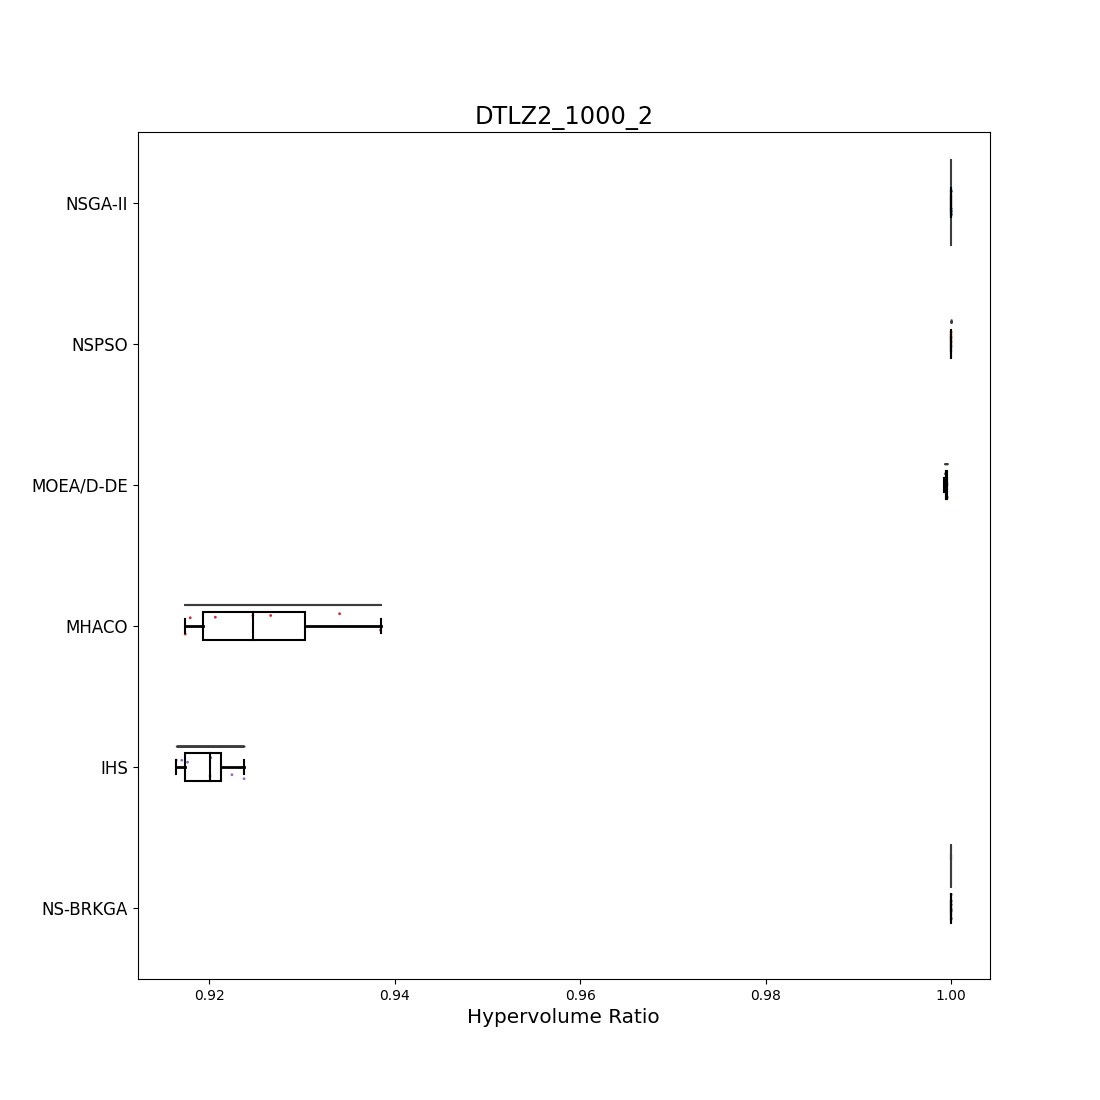 DTLZ2_1000_2
NSGA-II
NSPSO
MOEA/D-DE
MHACO
IHS
NS-BRKGA
0.92 0.94 0.96 0.98 1.00
Hypervolume Ratio